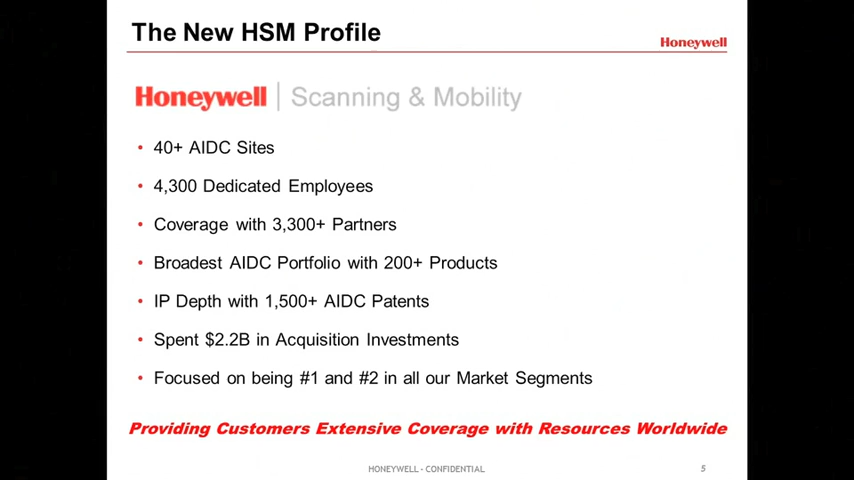 The New HSM Profile
Honeywell
Honeywell | Scanning & Mobility
• 40+ AIDC Sites
• 4,300 Dedicated Employees
• Coverage with 3,300+ Partners
• Broadest AIDC Portfolio with 200+ Products
• IP Depth with 1,500+ AIDC Patents
• Spent $2.2B in Acquisition Investments
• Focused on being #1 and #2 in all our Market Segments
Providing Customers Extensive Coverage with Resources Worldwide
HONEYWELL - CONFIDENTIAL
5